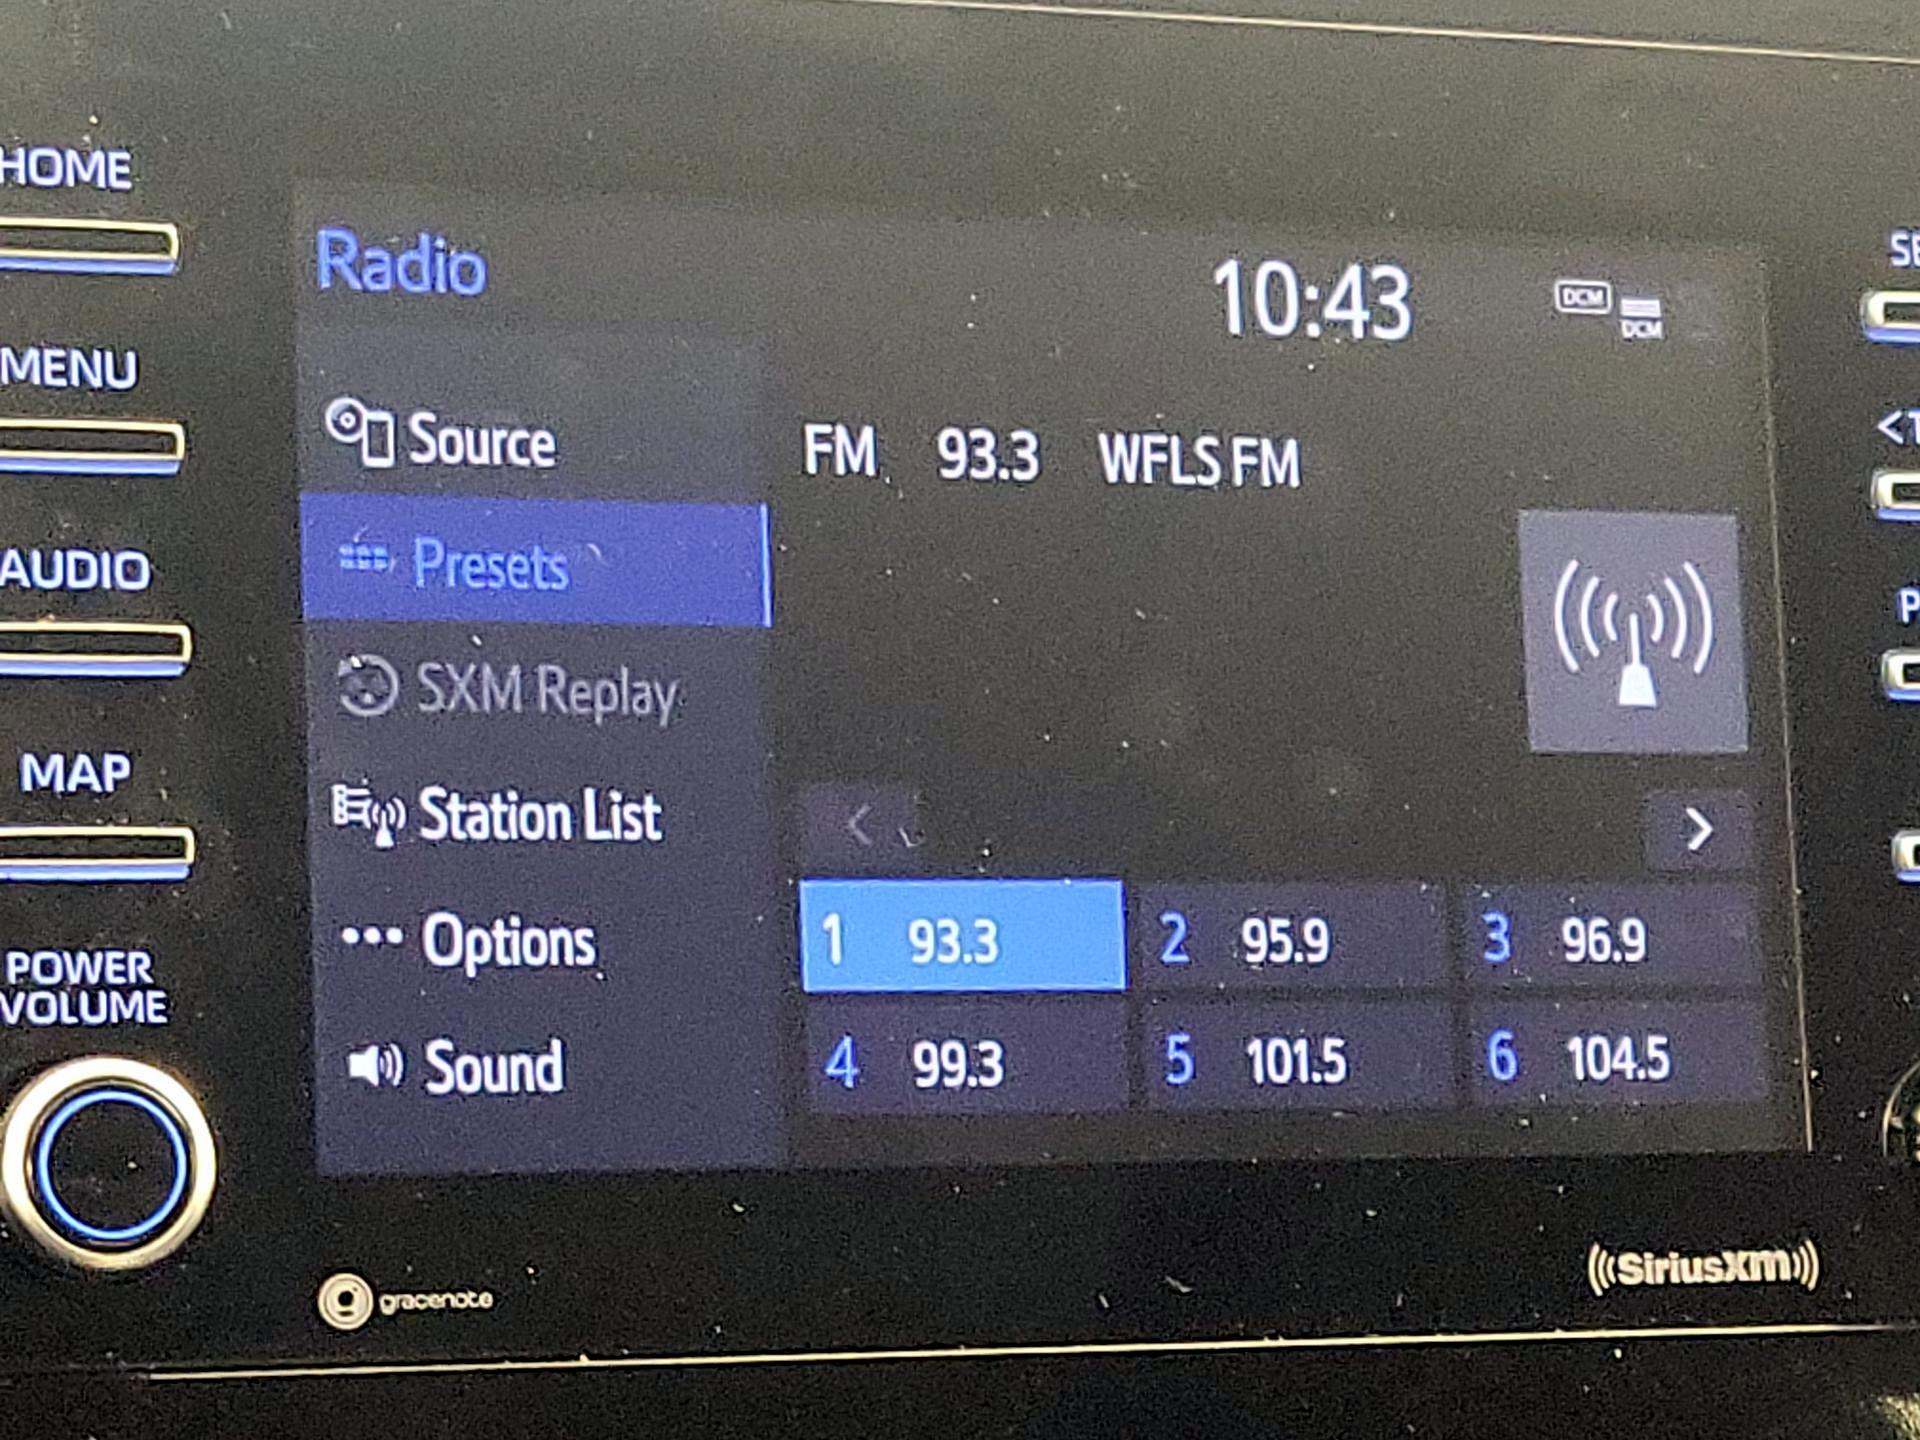 HOME
MENU
AUDIO
MAP
POWER
VOLUME
Radio
10:43
DCM
DCM
Source
Presets
SXM Replay
Station List
Options
Sound
FM 93.3 WFLS FM
<
>
1 93.3
2 95.9
3 96.9
4 99.3
5 101.5
6 104.5
gracenote
SiriusXM